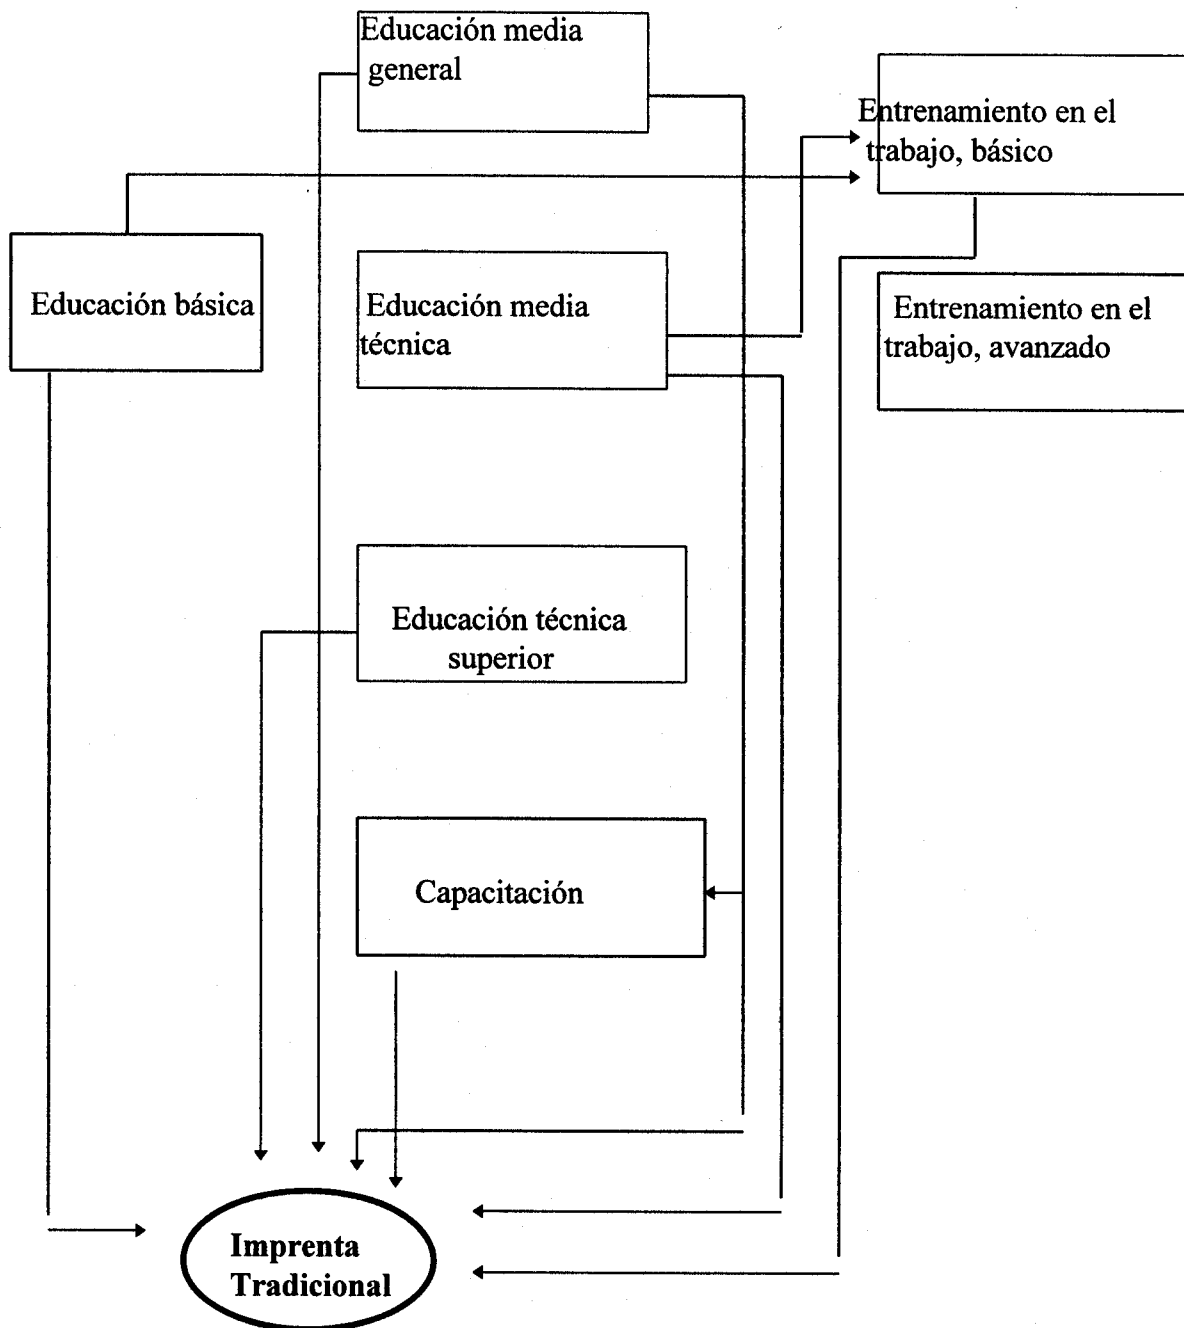 Educación media
general
Entrenamiento en el
trabajo, básico
Educación básica
Educación media
técnica
Entrenamiento en el
trabajo, avanzado
Educación técnica
superior
Capacitación
Imprenta
Tradicional